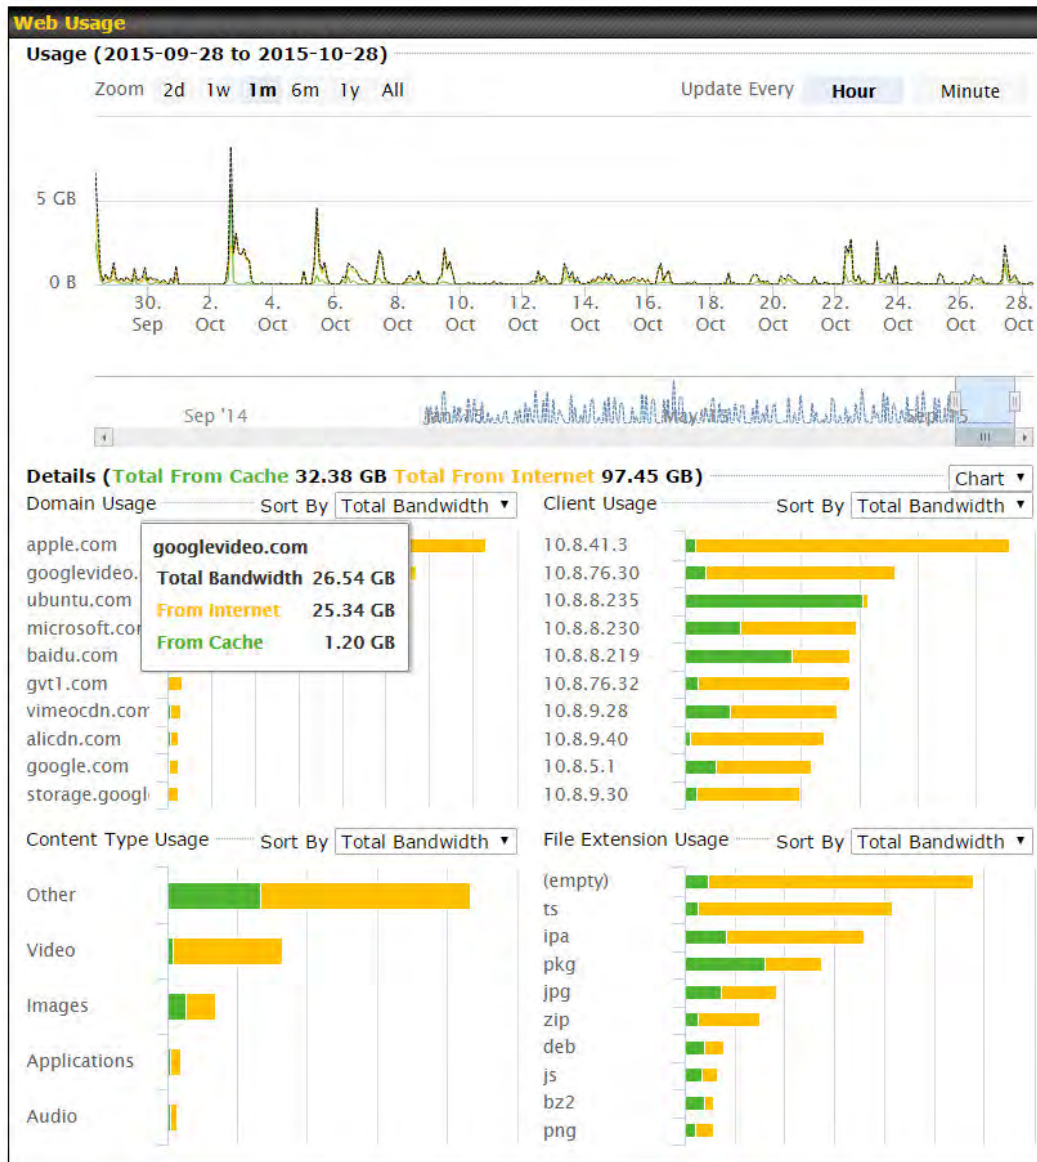 Web Usage
Usage (2015-09-28 to 2015-10-28)
Zoom 2d 1w 1m 6m 1y All Update Every Hour Minute
5 GB
0 B
30. 2. 4. 6. 8. 10. 12. 14. 16. 18. 20. 22. 24. 26. 28.
Sep Oct Oct Oct Oct Oct Oct Oct Oct Oct Oct Oct Oct Oct Oct
Sep '14 May '15 Sep '15
Details (Total From Cache 32.38 GB Total From Internet 97.45 GB) Chart
Domain Usage Sort By Total Bandwidth
apple.com
googlevideo.
ubuntu.com
microsoft.cor
baidu.com
gvt1.com
vimeocdn.com
alicdn.com
google.com
storage.googl
googlevideo.com
Total Bandwidth 26.54 GB
From Internet 25.34 GB
From Cache 1.20 GB
Client Usage Sort By Total Bandwidth
10.8.41.3
10.8.76.30
10.8.8.235
10.8.8.230
10.8.8.219
10.8.76.32
10.8.9.28
10.8.9.40
10.8.5.1
10.8.9.30
Content Type Usage Sort By Total Bandwidth
Other
Video
Images
Applications
Audio
File Extension Usage Sort By Total Bandwidth
(empty)
ts
ipa
pkg
jpg
zip
deb
js
bz2
png